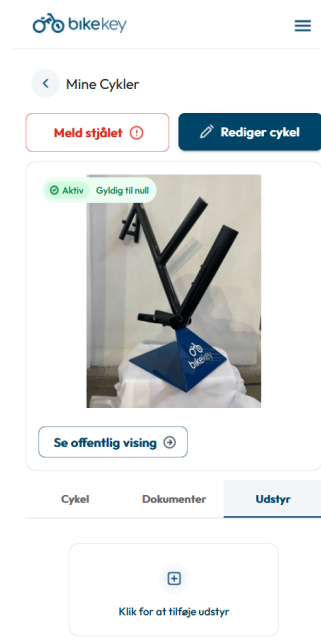 bikekey
Mine Cykler
Meld stjålet
Rediger cykel
Aktiv Gyldig til null
bikekey
Se offentlig vising
Cykel Dokumenter Udstyr
Klik for at tilføje udstyr